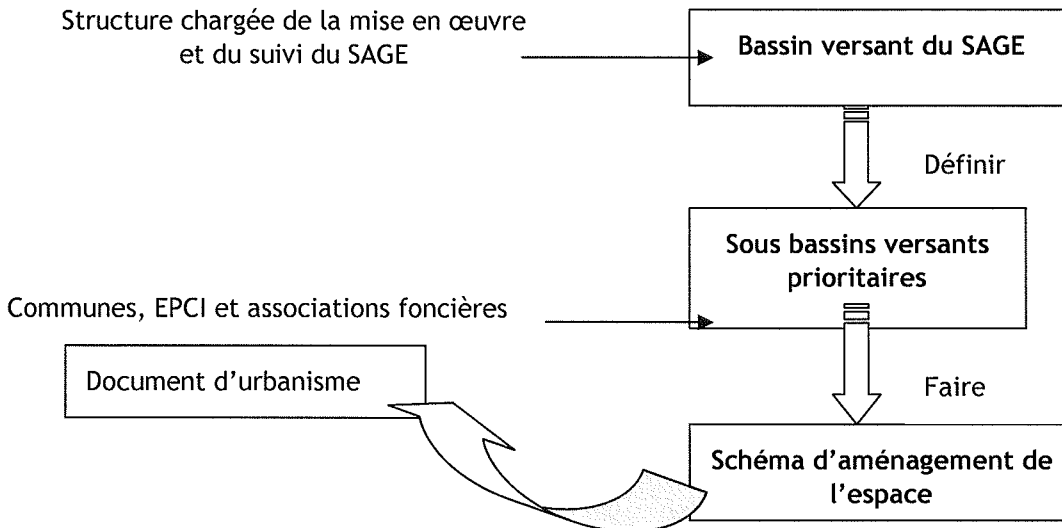 Structure chargée de la mise en œuvre
et du suivi du SAGE
Bassin versant du SAGE
Définir
Sous bassins versants
prioritaires
Communes, EPCI et associations foncières
Document d'urbanisme
Faire
Schéma d'aménagement de
l'espace